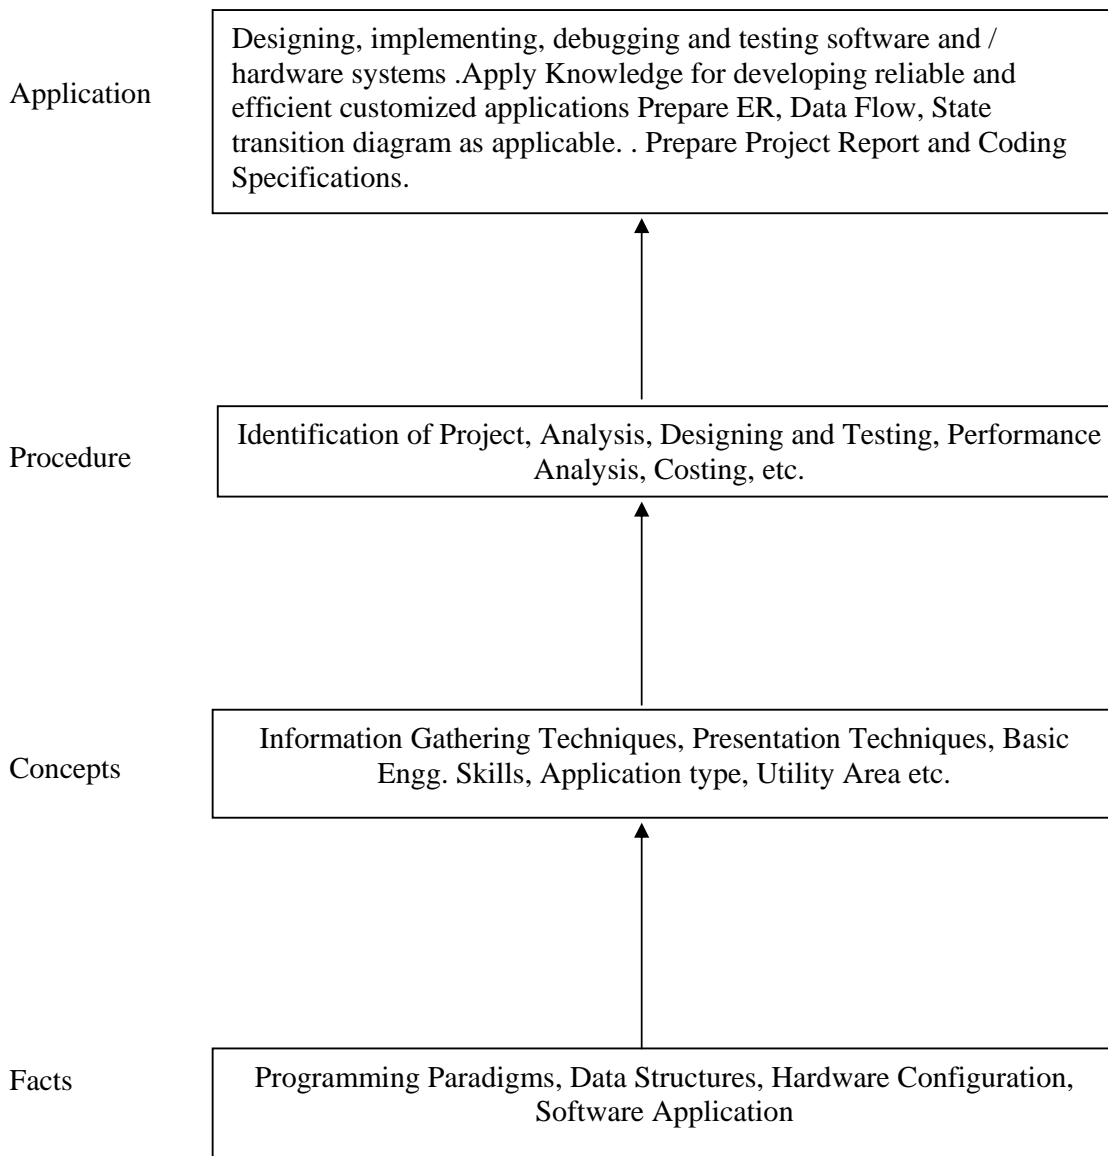 Application
Designing, implementing, debugging and testing software and /
hardware systems .Apply Knowledge for developing reliable and
efficient customized applications Prepare ER, Data Flow, State
transition diagram as applicable. . Prepare Project Report and Coding
Specifications.
Procedure
Identification of Project, Analysis, Designing and Testing, Performance
Analysis, Costing, etc.
Concepts
Information Gathering Techniques, Presentation Techniques, Basic
Engg. Skills, Application type, Utility Area etc.
Facts
Programming Paradigms, Data Structures, Hardware Configuration,
Software Application